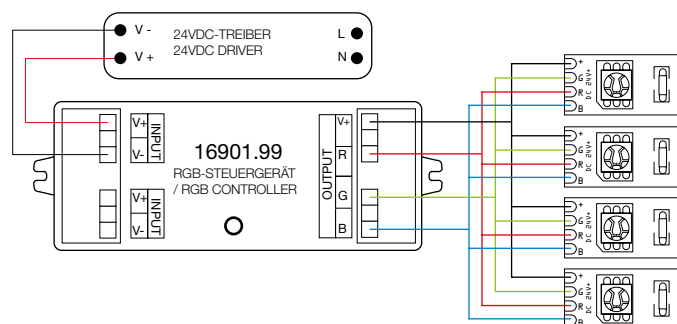 V -
24VDC-TREIBER
L
V +
24VDC DRIVER
N
V+
V-
INPUT
16901.99
RGB-STEUERGERÄT
/ RGB CONTROLLER
V+
V-
INPUT
OUTPUT
V+
R
G
B
+
G
R
B
DC 24V+
+
G
R
B
DC 24V+
+
G
R
B
DC 24V+
+
G
R
B
DC 24V+